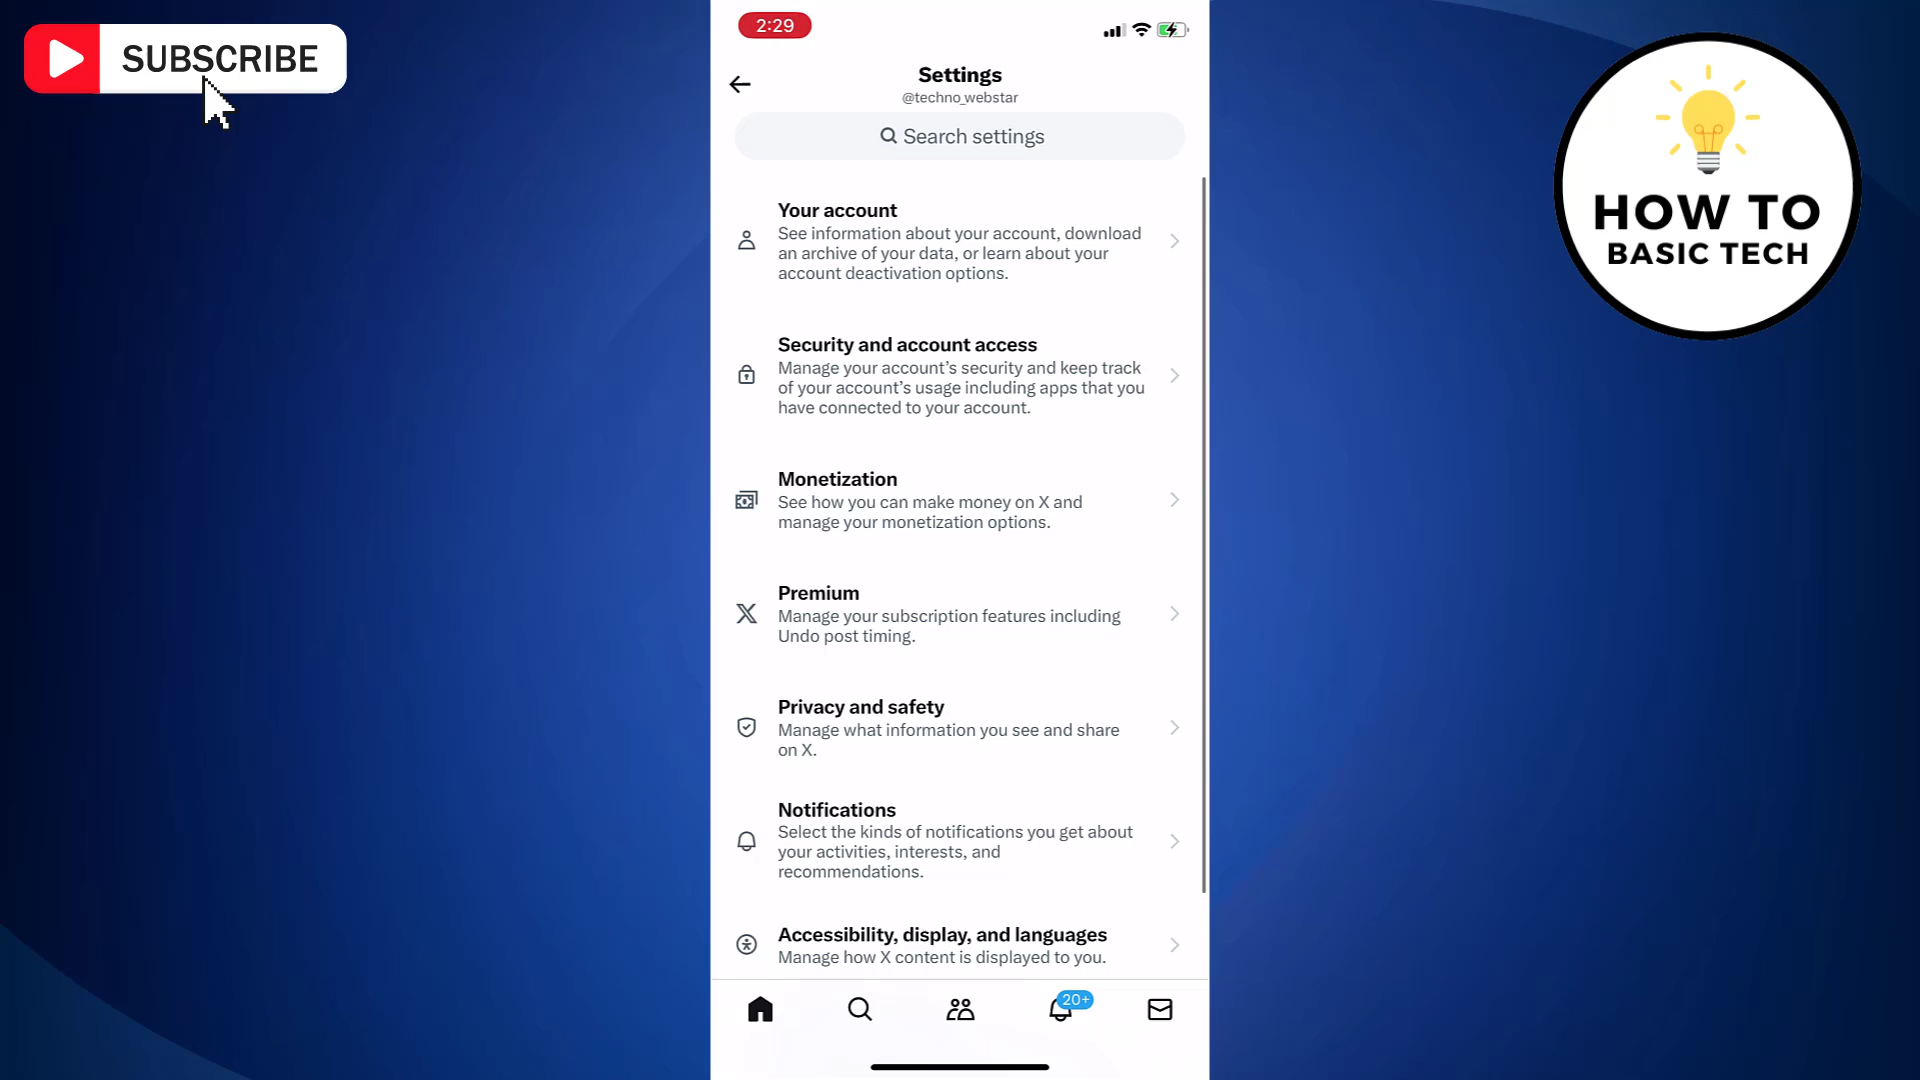 SUBSCRIBE
2:29
Settings
@techno_webstar
Search settings
Your account
See information about your account, download
an archive of your data, or learn about your
account deactivation options.
Security and account access
Manage your account’s security and keep track
of your account’s usage including apps that you
have connected to your account.
Monetization
See how you can make money on X and
manage your monetization options.
Premium
Manage your subscription features including
Undo post timing.
Privacy and safety
Manage what information you see and share
on X.
Notifications
Select the kinds of notifications you get about
your activities, interests, and
recommendations.
Accessibility, display, and languages
Manage how X content is displayed to you.
20+
HOW TO
BASIC TECH